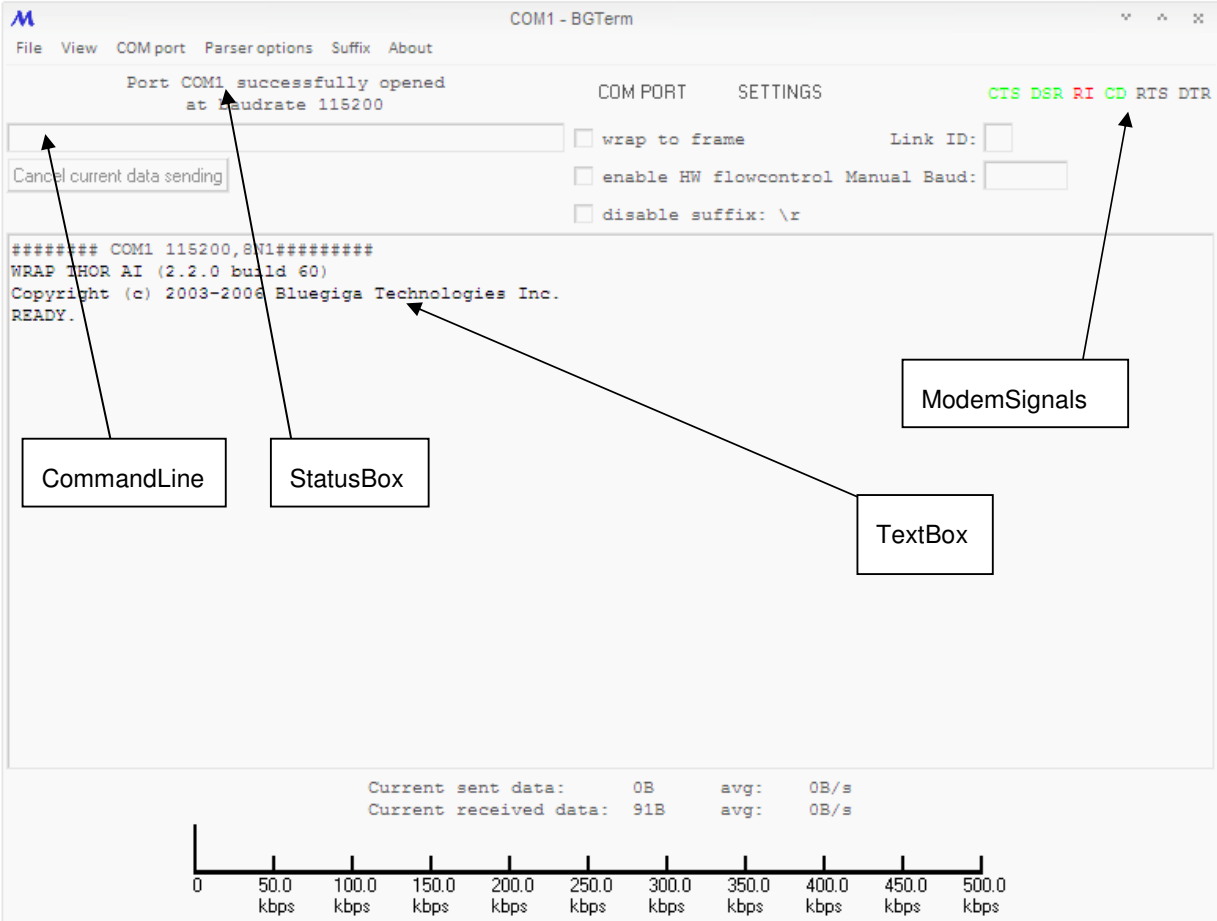 COM1 - BGTerm
File View COM port Parser options Suffix About
Port COM1 successfully opened
at baudrate 115200
COM PORT SETTINGS
CTS DSR RI CD RTS DTR
wrap to frame Link ID:
Cancel current data sending
enable HW flowcontrol Manual Baud:
disable suffix: \r
######## COM1 115200,8N1#########
WRAP THOR AI (2.2.0 build 60)
Copyright (c) 2003-2006 Bluegiga Technologies Inc.
READY.
ModemSignals
CommandLine
StatusBox
TextBox
Current sent data: 0B avg: 0B/s
Current received data: 91B avg: 0B/s
0 50.0 100.0 150.0 200.0 250.0 300.0 350.0 400.0 450.0 500.0
kbps kbps kbps kbps kbps kbps kbps kbps kbps kbps